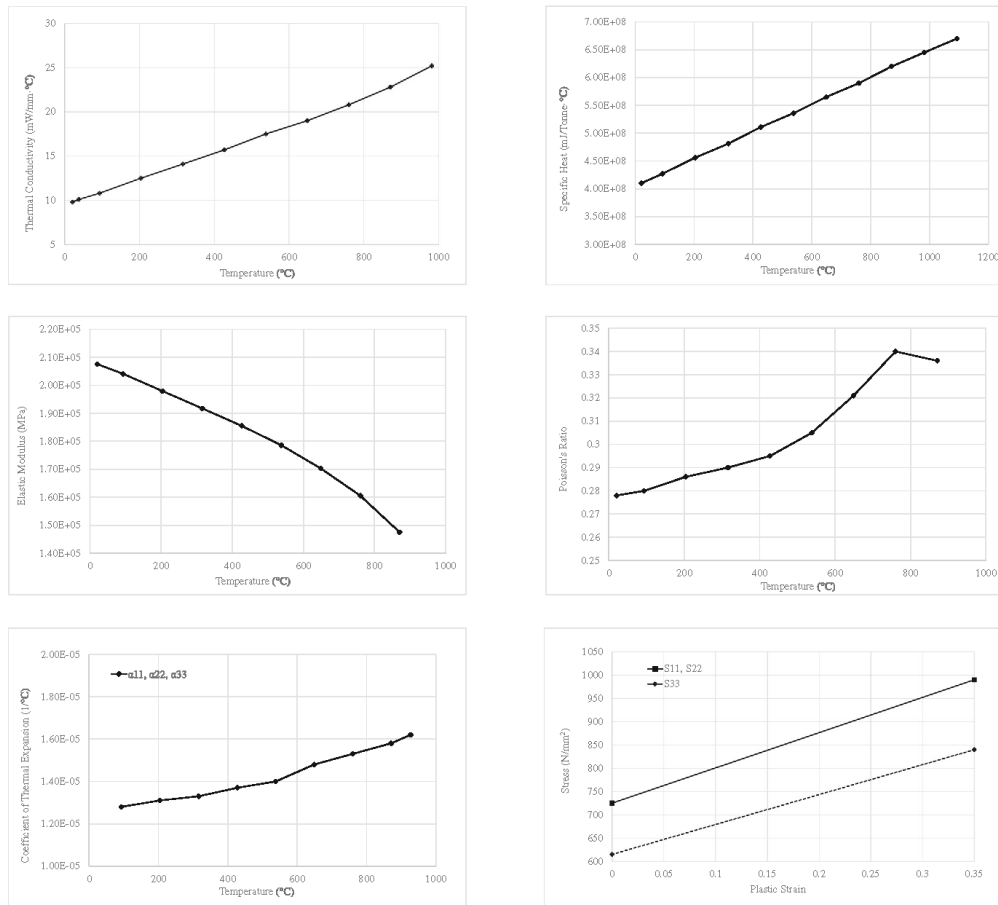 30
25
20
15
10
5
0
200
400
600
800
1000
Thermal Conductivity (mW/mm·°C)
Temperature (°C)
7.00E+08
6.50E+08
6.00E+08
5.50E+08
5.00E+08
4.50E+08
4.00E+08
3.50E+08
3.00E+08
0
200
400
600
800
1000
1200
Specific Heat (mJ/Tonne·°C)
Temperature (°C)
2.20E+05
2.10E+05
2.00E+05
1.90E+05
1.80E+05
1.70E+05
1.60E+05
1.50E+05
1.40E+05
0
200
400
600
800
1000
Elastic Modulus (MPa)
Temperature (°C)
0.35
0.34
0.33
0.32
0.31
0.3
0.29
0.28
0.27
0.26
0.25
0
200
400
600
800
1000
Poisson's Ratio
Temperature (°C)
2.00E-05
1.80E-05
1.60E-05
1.40E-05
1.20E-05
1.00E-05
α11, α22, α33
0
200
400
600
800
1000
Coefficient of Thermal Expansion (1/°C)
Temperature (°C)
1050
1000
950
900
850
800
750
700
650
600
S11, S22
S33
0
0.05
0.1
0.15
0.2
0.25
0.3
0.35
Stress (N/mm²)
Plastic Strain